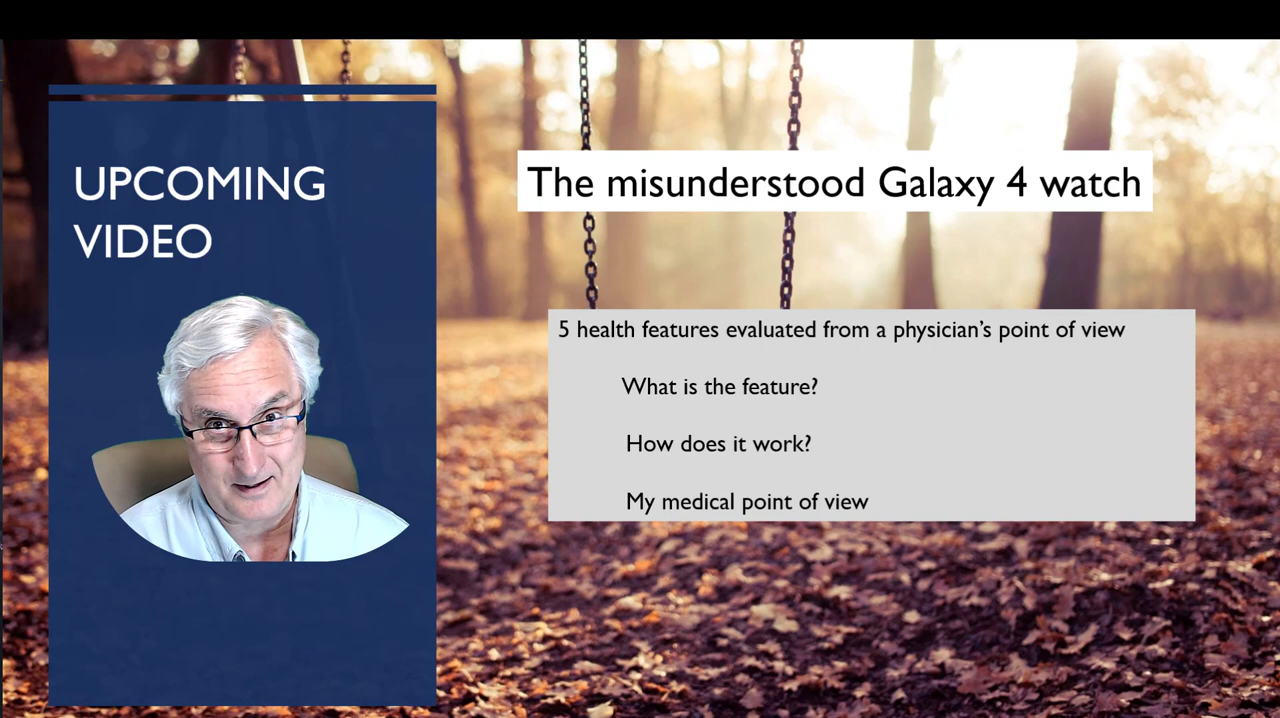 UPCOMING
VIDEO
The misunderstood Galaxy 4 watch
5 health features evaluated from a physician's point of view
What is the feature?
How does it work?
My medical point of view